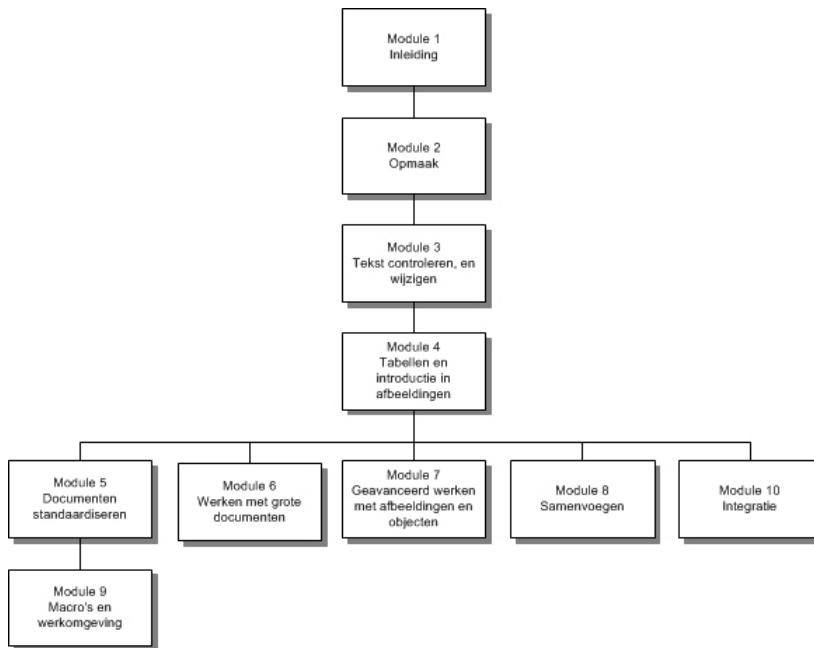 Module 1
Inleiding
Module 2
Opmaak
Module 3
Tekst controleren, en
wijzigen
Module 4
Tabellen en
introductie in
afbeeldingen
Module 5
Documenten
standaardiseren
Module 6
Werken met grote
documenten
Module 7
Geavanceerd werken
met afbeeldingen en
objecten
Module 8
Samenvoegen
Module 10
Integratie
Module 9
Macro's en
werkomgeving